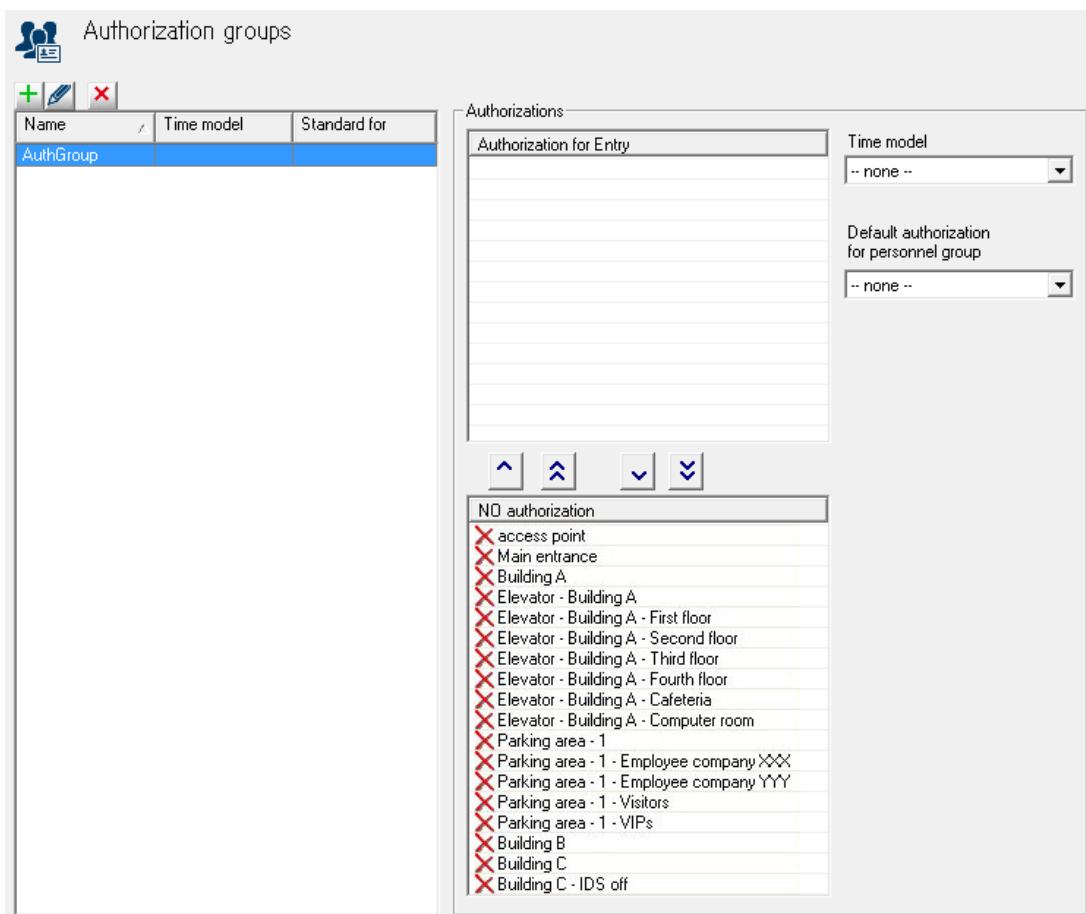 Authorization groups
Name
Time model
Standard for
AuthGroup
Authorizations
Authorization for Entry
Time model
-- none --
Default authorization
for personnel group
-- none --
NO authorization
access point
Main entrance
Building A
Elevator - Building A
Elevator - Building A - First floor
Elevator - Building A - Second floor
Elevator - Building A - Third floor
Elevator - Building A - Fourth floor
Elevator - Building A - Cafeteria
Elevator - Building A - Computer room
Parking area - 1
Parking area - 1 - Employee company XXX
Parking area - 1 - Employee company YYY
Parking area - 1 - Visitors
Parking area - 1 - VIPs
Building B
Building C
Building C - IDS off